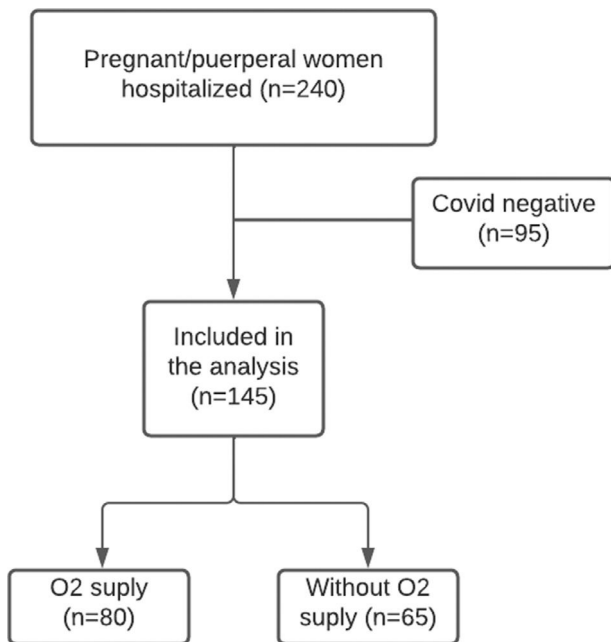 Pregnant/puerperal women
hospitalized (n=240)
Covid negative
(n=95)
Included in
the analysis
(n=145)
O2 suply
(n=80)
Without O2
suply (n=65)